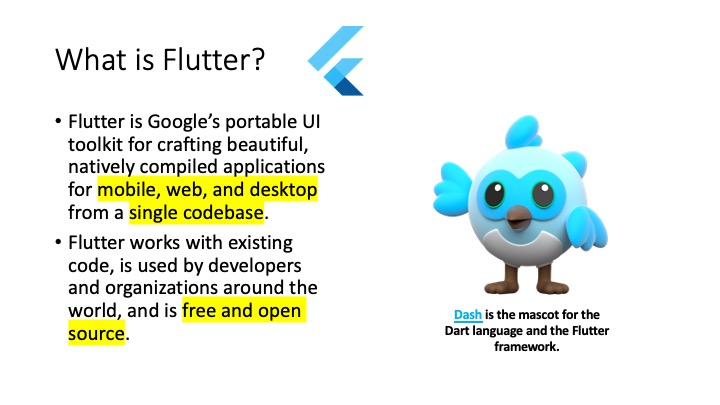 What is Flutter?
• Flutter is Google’s portable UI
toolkit for crafting beautiful,
natively compiled applications
for mobile, web, and desktop
from a single codebase.
• Flutter works with existing
code, is used by developers
and organizations around the
world, and is free and open
source.
Dash is the mascot for the
Dart language and the Flutter
framework.